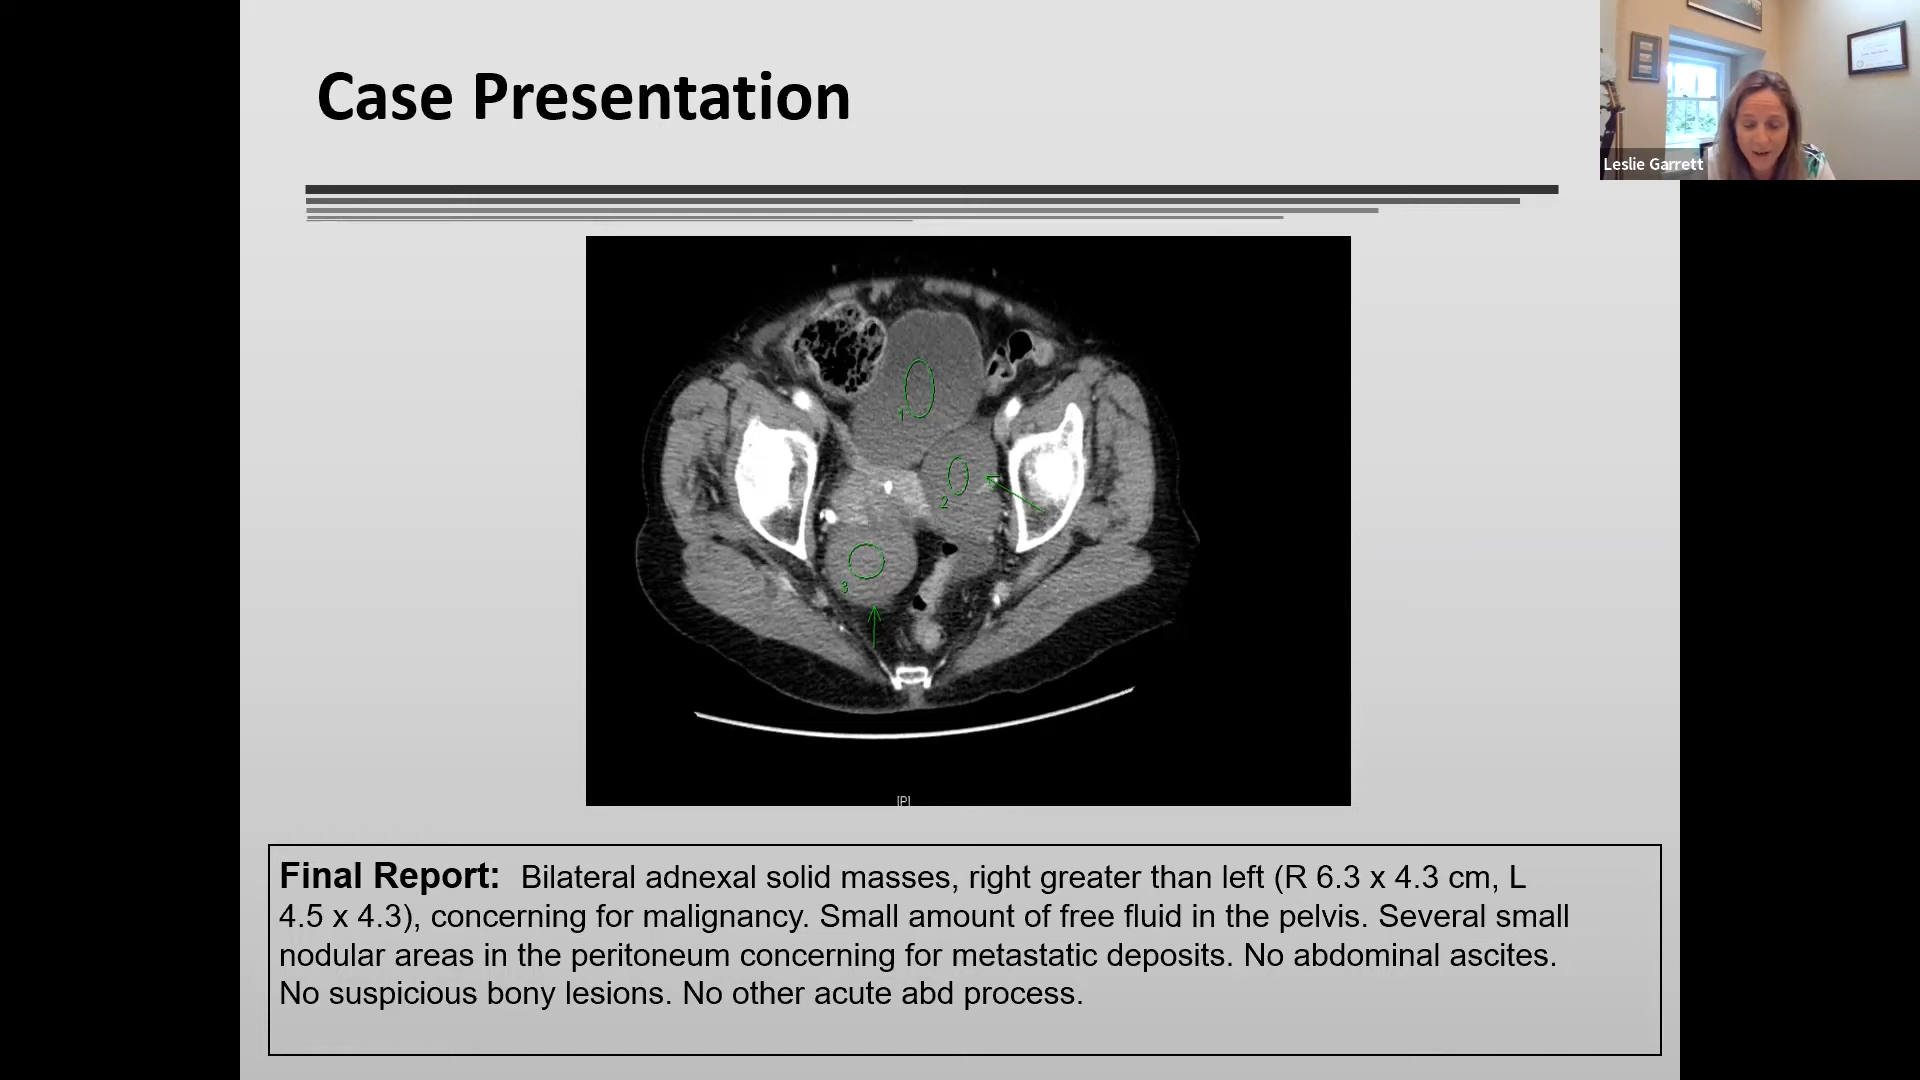 Case Presentation
Leslie Garrett
1
2
3
[P]
Final Report: Bilateral adnexal solid masses, right greater than left (R 6.3 x 4.3 cm, L
4.5 x 4.3), concerning for malignancy. Small amount of free fluid in the pelvis. Several small
nodular areas in the peritoneum concerning for metastatic deposits. No abdominal ascites.
No suspicious bony lesions. No other acute abd process.